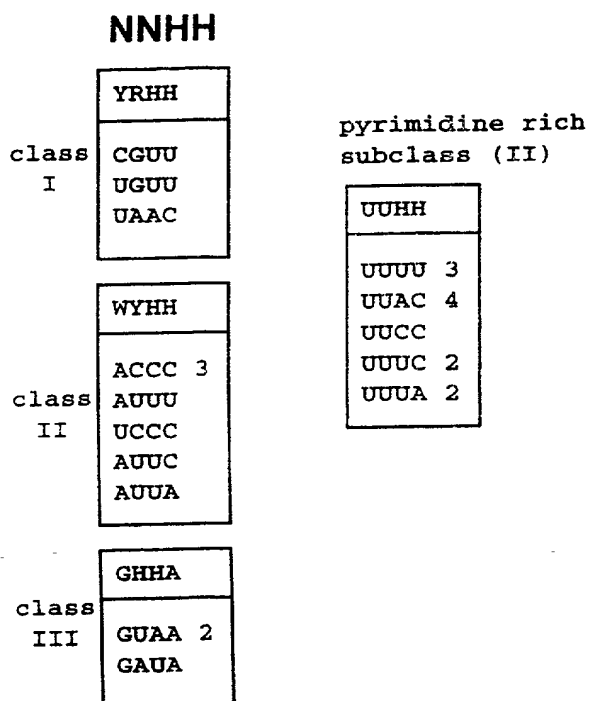 NNHH
YRHH
class
I
CGUU
UGUU
UAAC
WYHH
class
II
ACCC 3
AUUU
UCCC
AUUC
AUUA
GHHA
class
III
GUAA 2
GAUA
pyrimidine rich
subclass (II)
UUHH
UUUU 3
UUAC 4
UUCC
UUUC 2
UUUA 2